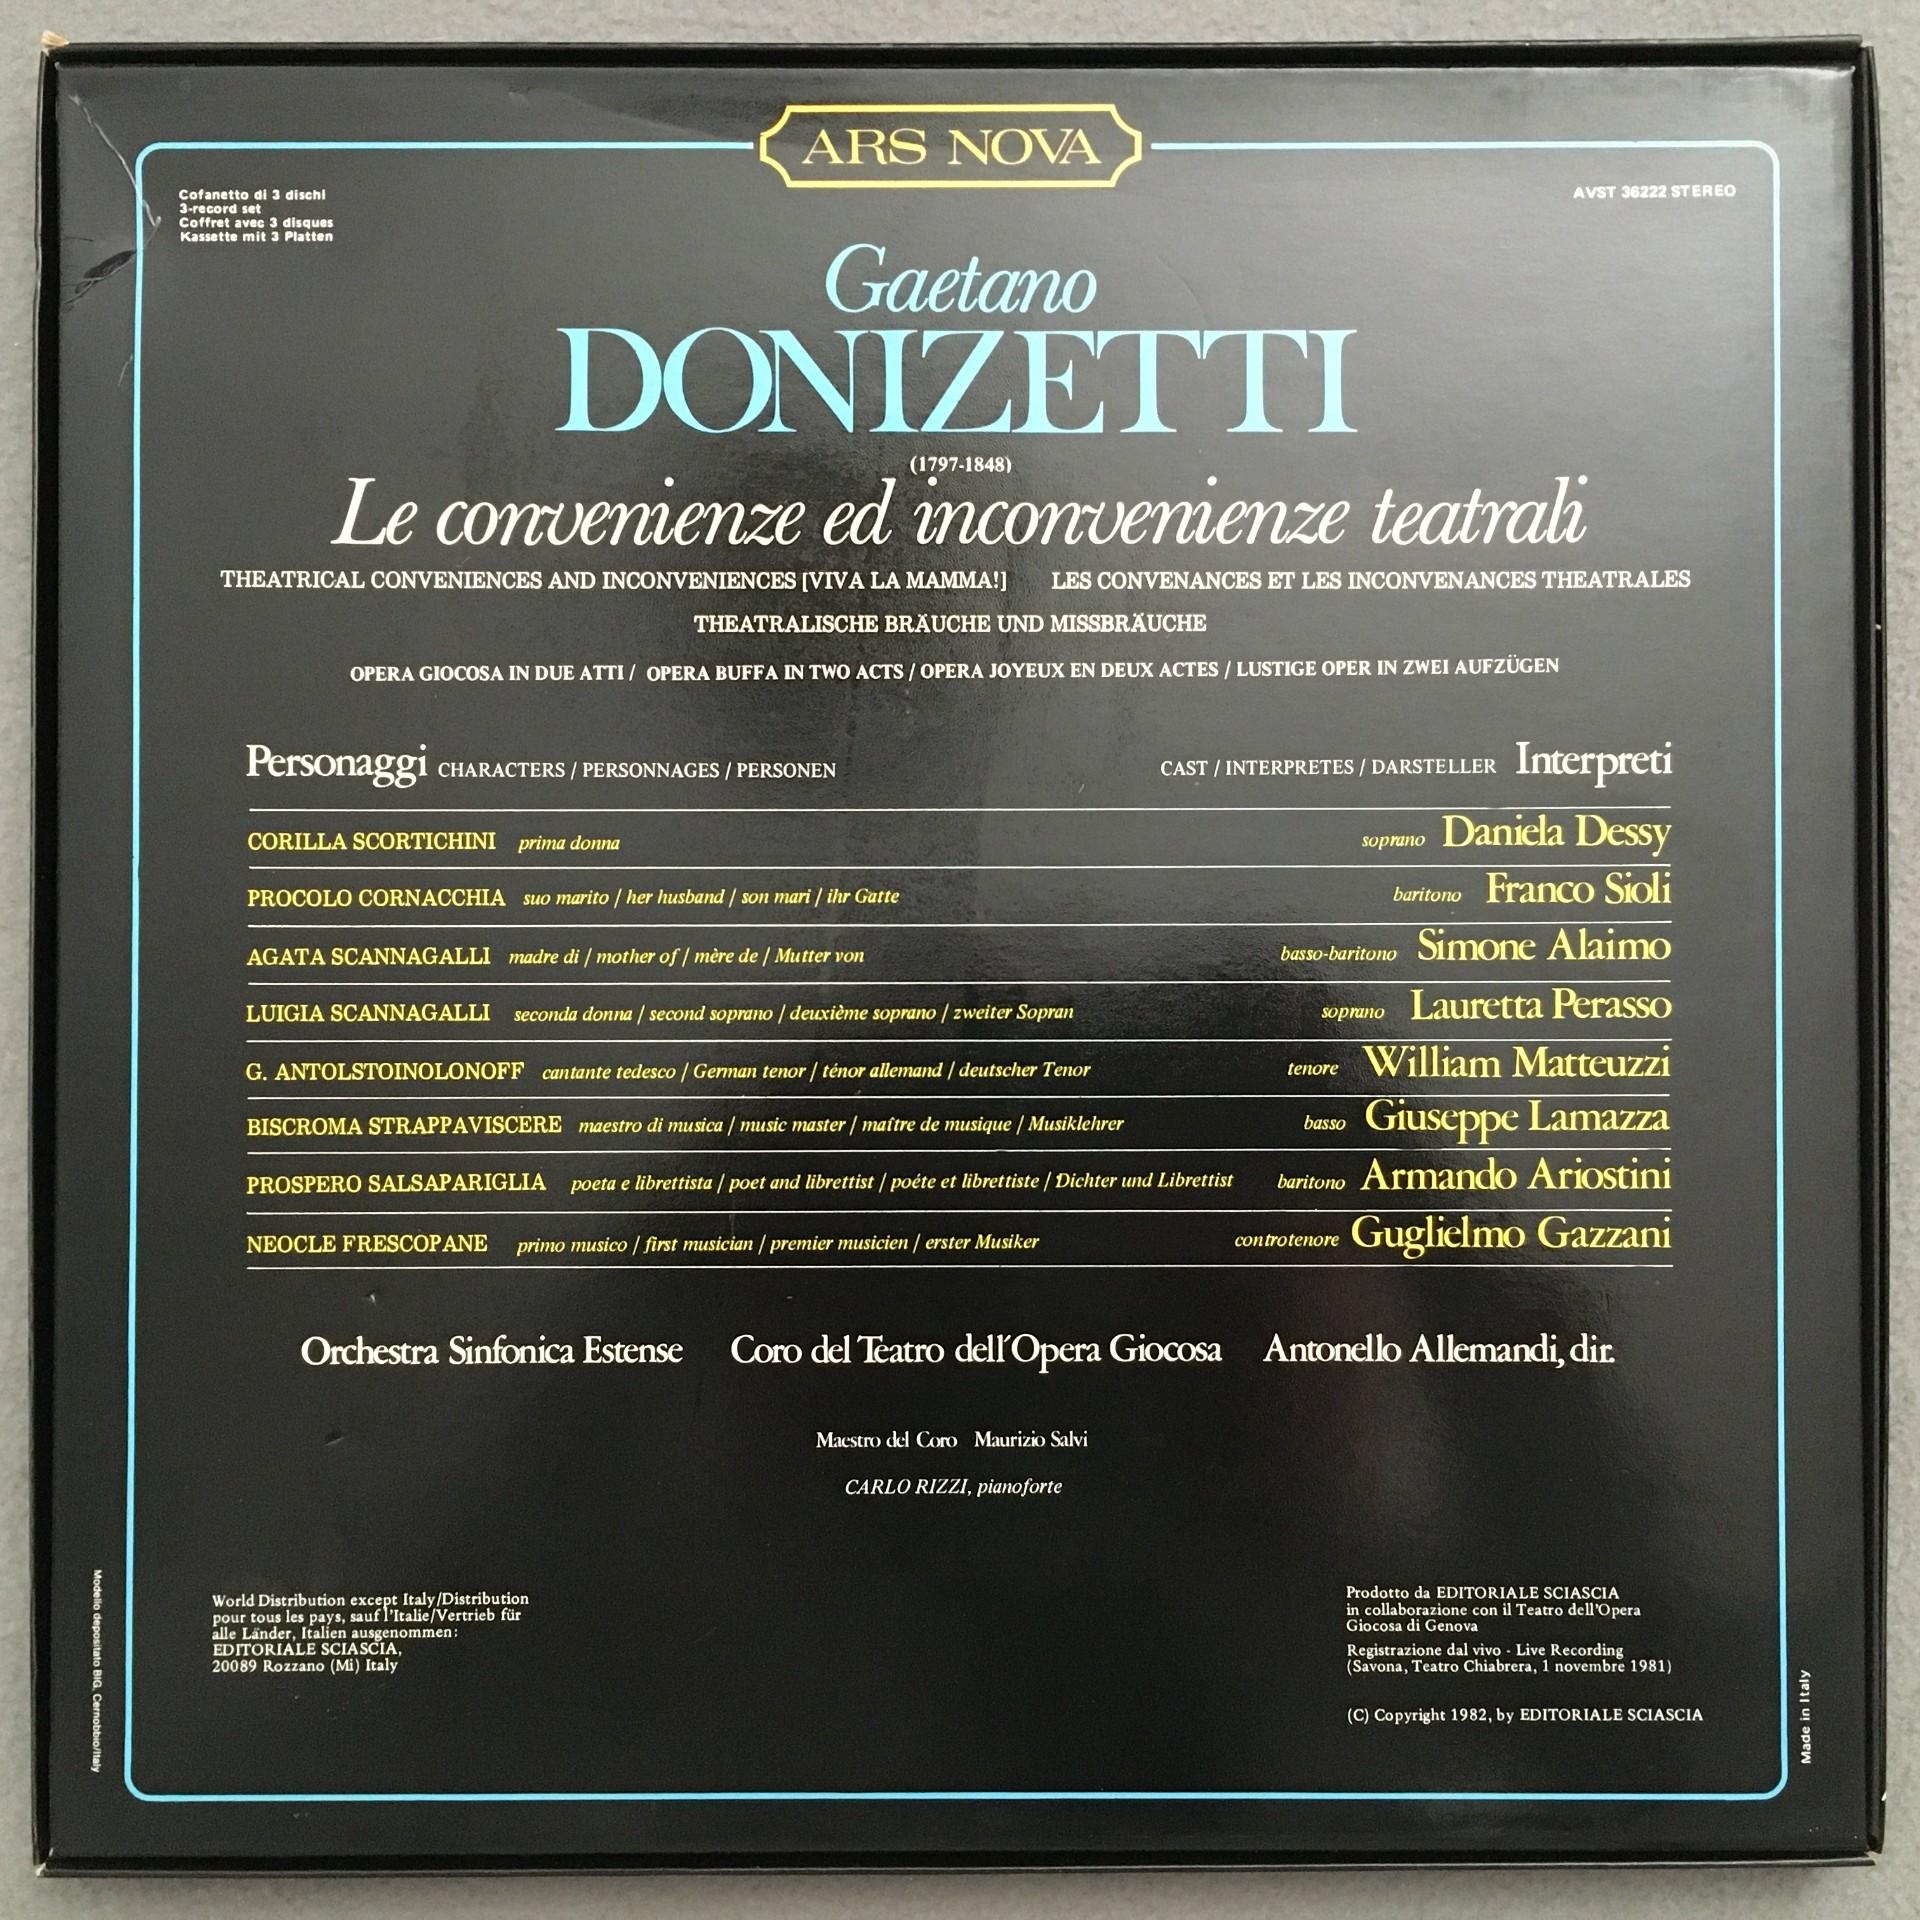 ARS NOVA
Cofanetto di 3 dischi
3-record set
Coffret avec 3 disques
Kassette mit 3 Platten
AVST 36222 STEREO
Gaetano
DONIZETTI
(1797-1848)
Le convenienze ed inconvenienze teatrali
THEATRICAL CONVENIENCES AND INCONVENIENCES [VIVA LA MAMMA!] LES CONVENANCES ET LES INCONVENANCES THEATRALES
THEATRALISCHE BRÄUCHE UND MISSBRÄUCHE
OPERA GIOCOSA IN DUE ATTI / OPERA BUFFA IN TWO ACTS / OPERA JOYEUX EN DEUX ACTES / LUSTIGE OPER IN ZWEI AUFZÜGEN
Personaggi CHARACTERS / PERSONNAGES / PERSONEN CAST / INTERPRETES / DARSTELLER Interpreti
CORILLA SCORTICHINI prima donna soprano Daniela Dessy
PROCOLO CORNACCHIA suo marito / her husband / son mari / ihr Gatte baritono Franco Sioli
AGATA SCANNAGALLI madre di / mother of / mère de / Mutter von basso-baritono Simone Alaimo
LUIGIA SCANNAGALLI seconda donna / second soprano / deuxième soprano / zweiter Sopran soprano Lauretta Perasso
G. ANTOLSTOINOLONOFF cantante tedesco / German tenor / ténor allemand / deutscher Tenor tenore William Matteuzzi
BISCROMA STRAPPAVISCERE maestro di musica / music master / maître de musique / Musiklehrer basso Giuseppe Lamazza
PROSPERO SALSAPARIGLIA poeta e librettista / poet and librettist / poéte et librettiste / Dichter und Librettist baritono Armando Ariostini
NEOCLE FRESCOPANE primo musico / first musician / premier musicien / erster Musiker controtenore Guglielmo Gazzani
Orchestra Sinfonica Estense Coro del Teatro dell'Opera Giocosa Antonello Allemandi, dir.
Maestro del Coro Maurizio Salvi
CARLO RIZZI, pianoforte
World Distribution except Italy/Distribution
pour tous les pays, sauf l'Italie/Vertrieb für
alle Länder, Italien ausgenommen:
EDITORIALE SCIASCIA,
20089 Rozzano (Mi) Italy
Prodotto da EDITORIALE SCIASCIA
in collaborazione con il Teatro dell'Opera
Giocosa di Genova
Registrazione dal vivo - Live Recording
(Savona, Teatro Chiabrera, 1 novembre 1981)
(C) Copyright 1982, by EDITORIALE SCIASCIA
Modello depositato BIG. Cernobbio/Italy
Made in Italy